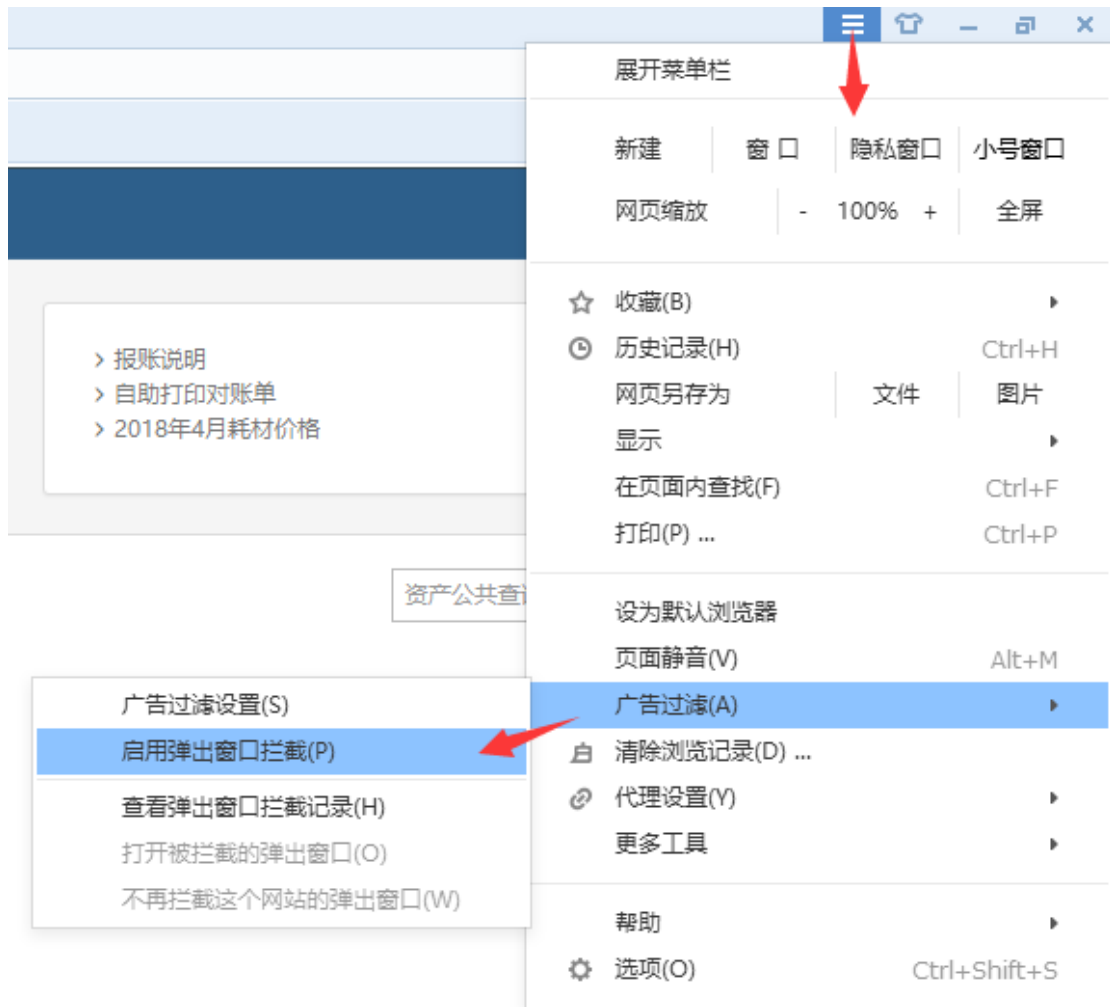 展开菜单栏
新建 窗口 隐私窗口 小号窗口
网页缩放 - 100% + 全屏
收藏(B)
历史记录(H) Ctrl+H
网页另存为 文件 图片
显示
在页面内查找(F) Ctrl+F
打印(P) ... Ctrl+P
设为默认浏览器
页面静音(V) Alt+M
广告过滤(A)
清除浏览记录(D) ...
代理设置(Y)
更多工具
帮助
选项(O) Ctrl+Shift+S
> 报账说明
> 自助打印对账单
> 2018年4月耗材价格
资产公共查
广告过滤设置(S)
启用弹出窗口拦截(P)
查看弹出窗口拦截记录(H)
打开被拦截的弹出窗口(O)
不再拦截这个网站的弹出窗口(W)